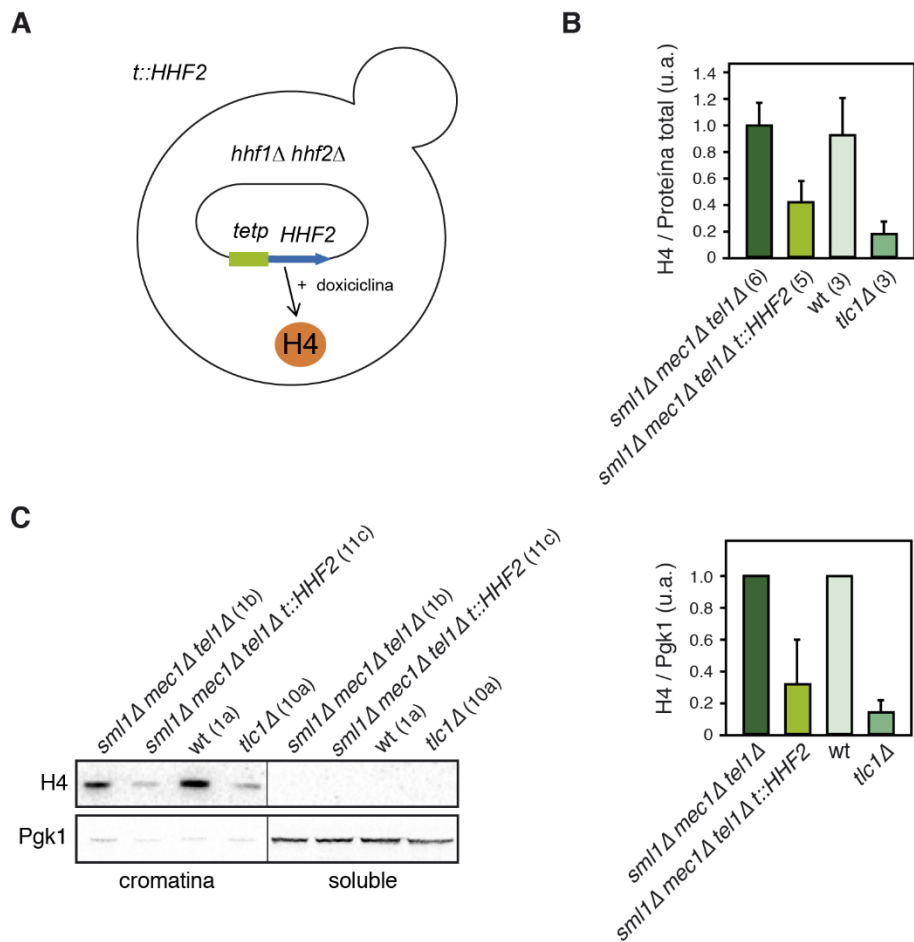 A
t::HHF2
hhf1Δ hhf2Δ
tetp HHF2
+ doxiciclina
H4
B
H4 / Proteína total (u.a.)
1.4
1.2
1.0
0.8
0.6
0.4
0.2
0
sml1Δ mec1Δ tel1Δ (6)
sml1Δ mec1Δ tel1Δ t::HHF2 (5)
wt (3)
tlc1Δ (3)
C
sml1Δ mec1Δ tel1Δ (1b)
sml1Δ mec1Δ tel1Δ t::HHF2 (11c)
wt (1a)
tlc1Δ (10a)
sml1Δ mec1Δ tel1Δ (1b)
sml1Δ mec1Δ tel1Δ t::HHF2 (11c)
wt (1a)
tlc1Δ (10a)
H4
Pgk1
cromatina soluble
H4 / Pgk1 (u.a.)
1.0
0.8
0.6
0.4
0.2
0
sml1Δ mec1Δ tel1Δ
sml1Δ mec1Δ tel1Δ t::HHF2
wt
tlc1Δ